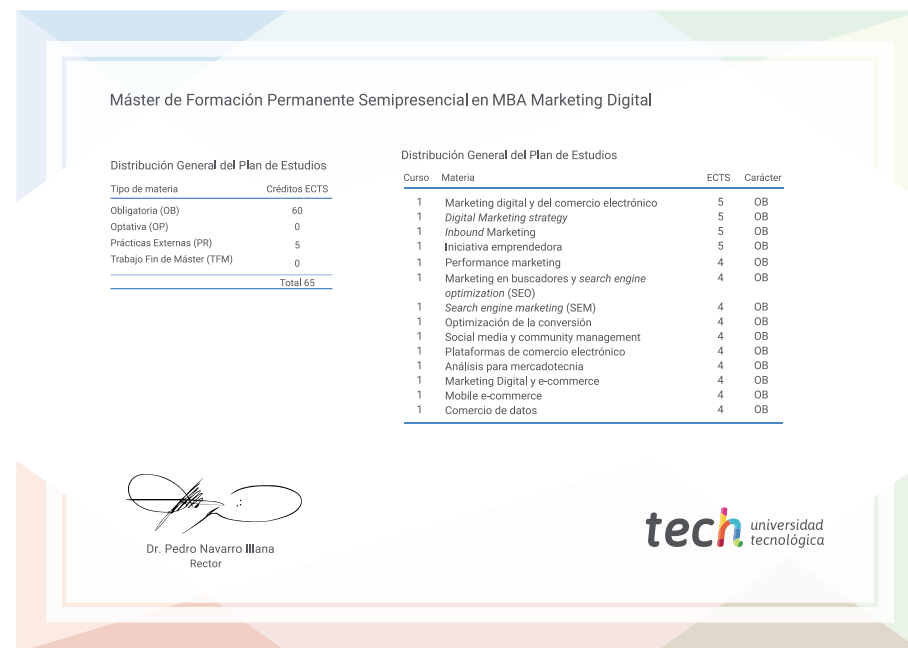 Máster de Formación Permanente Semipresencial en MBA Marketing Digital
Distribución General del Plan de Estudios
Tipo de materia Créditos ECTS
Obligatoria (OB) 60
Optativa (OP) 0
Prácticas Externas (PR) 5
Trabajo Fin de Máster (TFM) 0
Total 65
Distribución General del Plan de Estudios
Curso Materia ECTS Carácter
1 Marketing digital y del comercio electrónico 5 OB
1 Digital Marketing strategy 5 OB
1 Inbound Marketing 5 OB
1 Iniciativa emprendedora 5 OB
1 Performance marketing 4 OB
1 Marketing en buscadores y search engine 4 OB
optimization (SEO)
1 Search engine marketing (SEM) 4 OB
1 Optimización de la conversión 4 OB
1 Social media y community management 4 OB
1 Plataformas de comercio electrónico 4 OB
1 Análisis para mercadotecnia 4 OB
1 Marketing Digital y e-commerce 4 OB
1 Mobile e-commerce 4 OB
1 Comercio de datos 4 OB
Dr. Pedro Navarro Illana
Rector
tech universidad
tecnológica